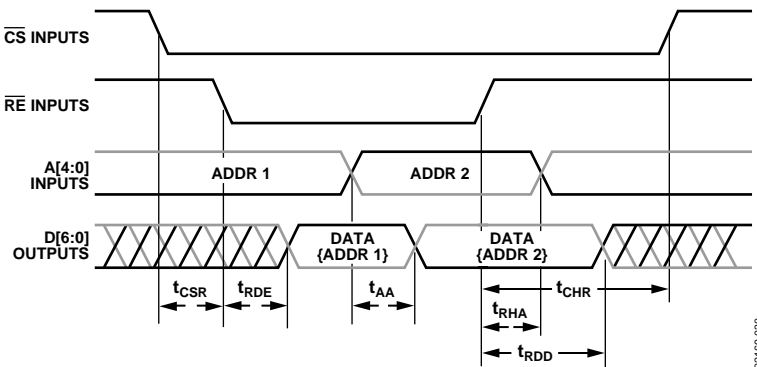 CS INPUTS
RE INPUTS
A[4:0]
INPUTS
ADDR 1
ADDR 2
D[6:0]
OUTPUTS
DATA
{ADDR 1}
DATA
{ADDR 2}
tCSR
tRDE
tAA
tCHR
tRHA
tRDD